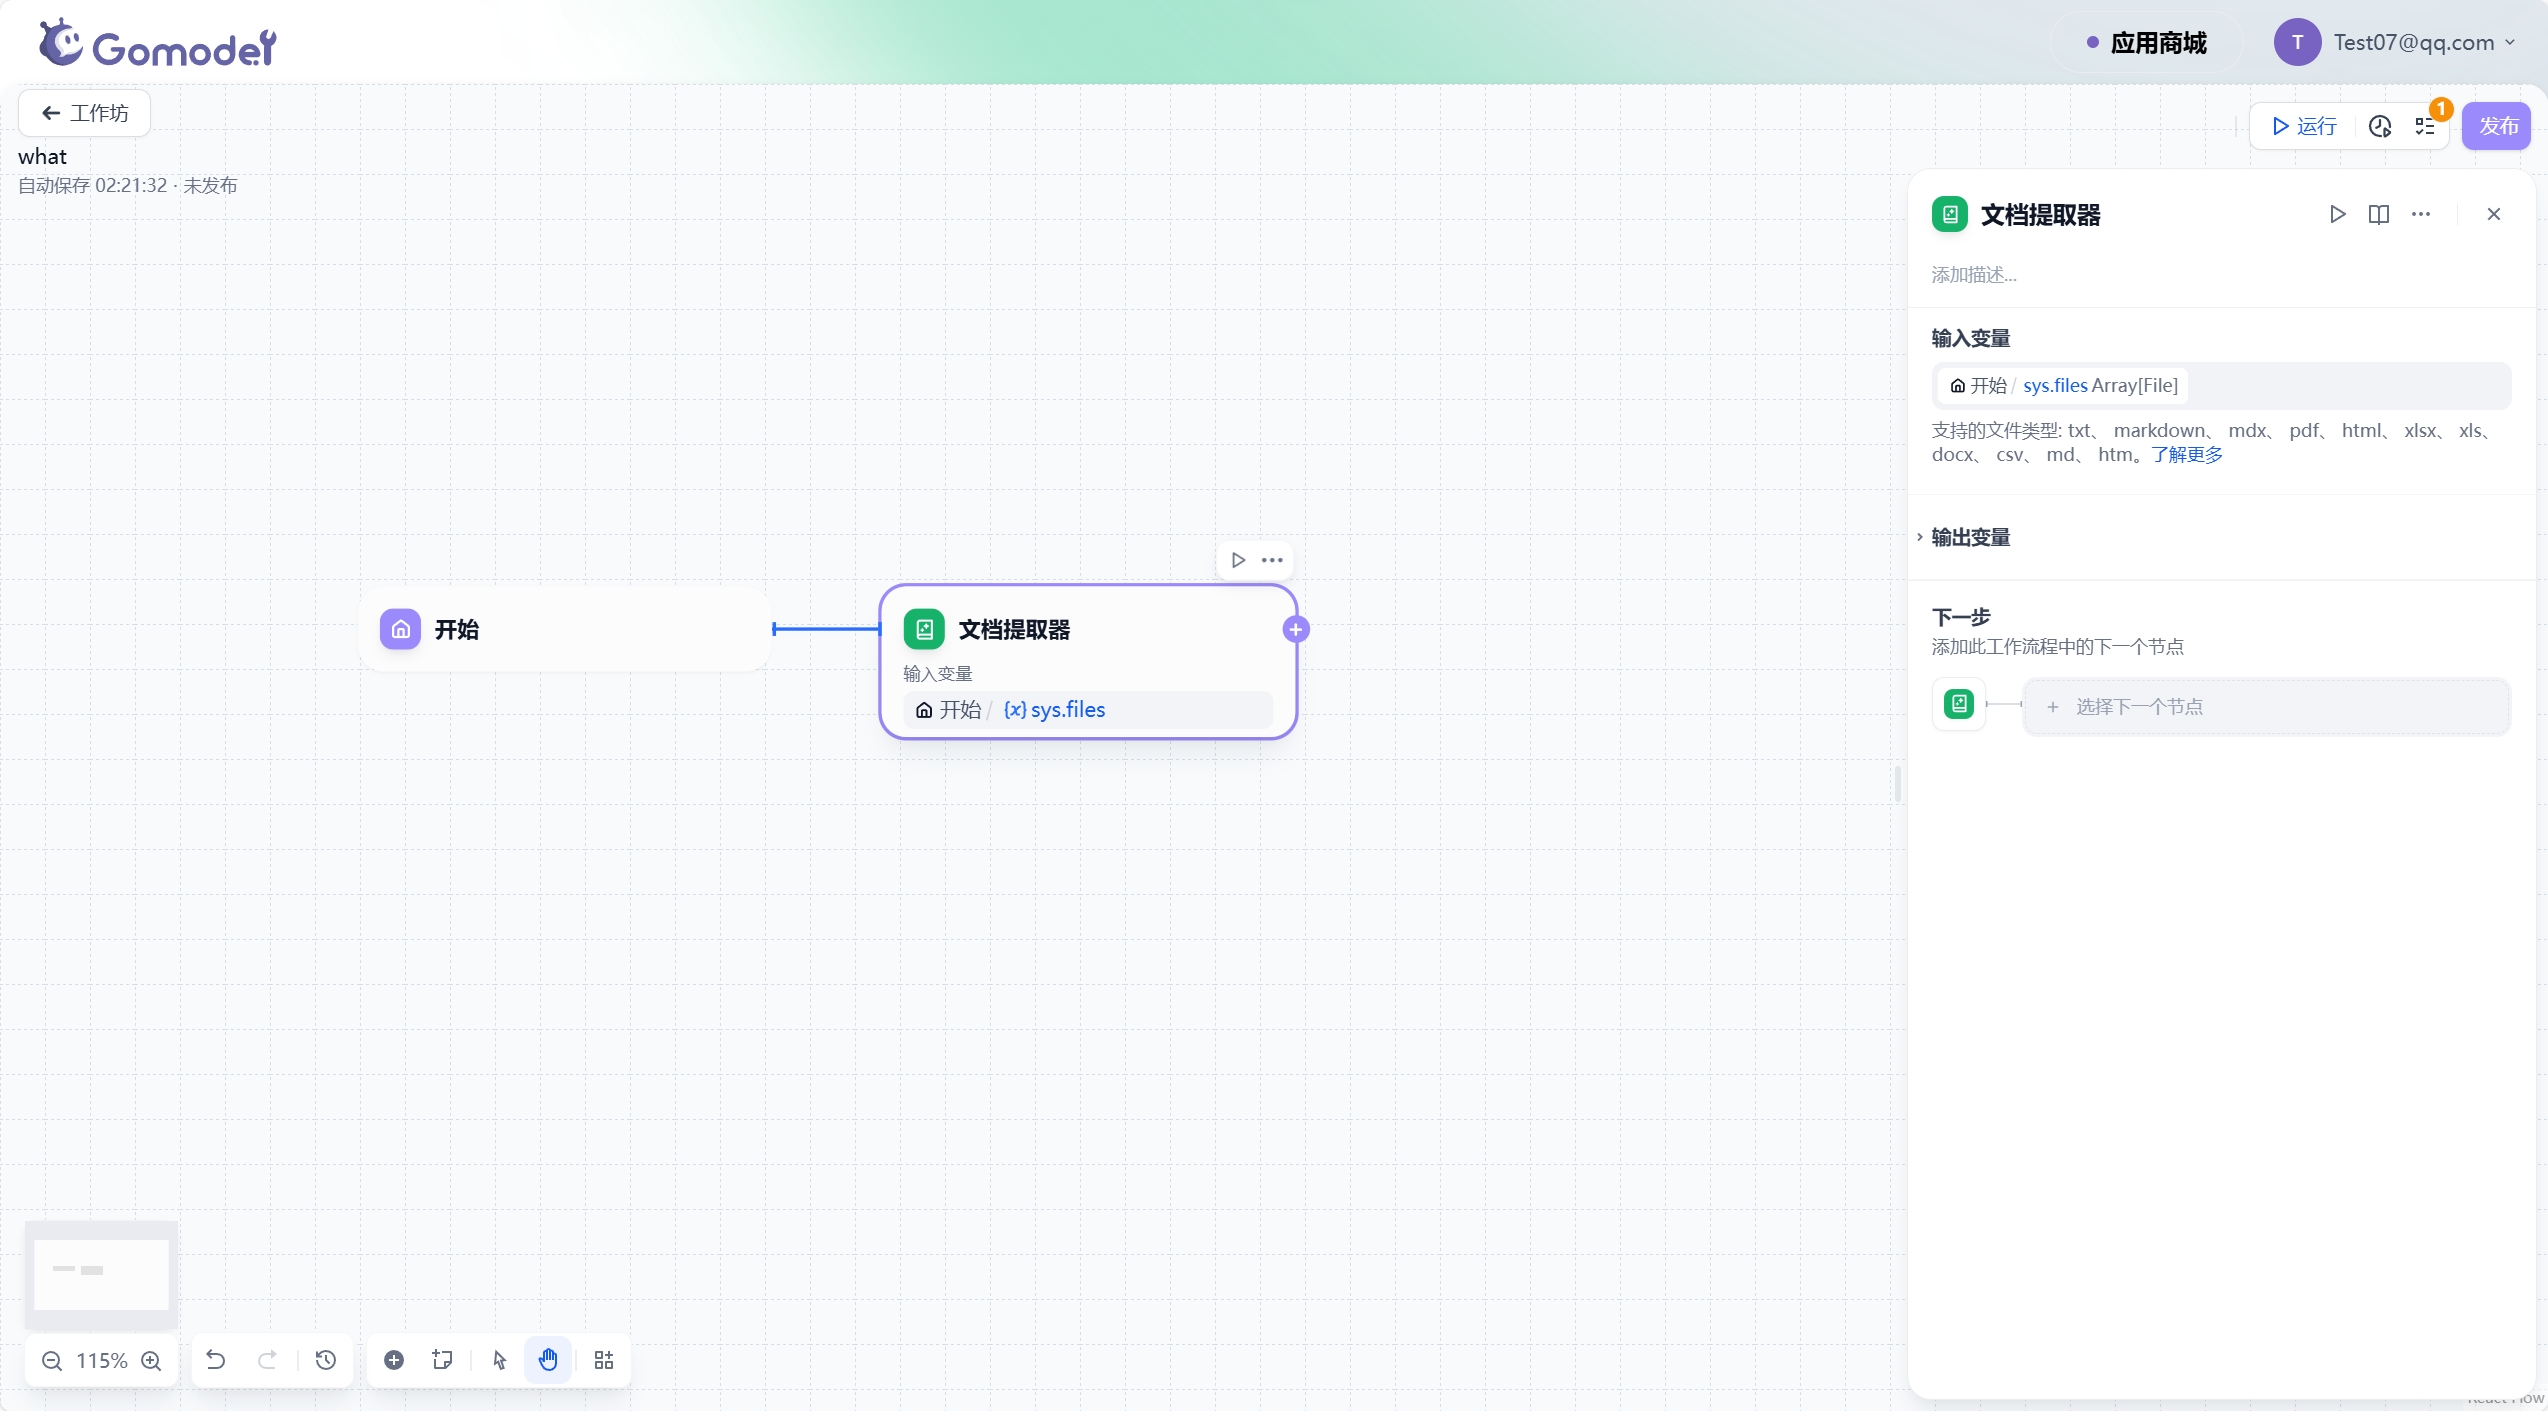 Gomodel
应用商城
T
Test07@qq.com
工作坊
what
自动保存 02:21:32 · 未发布
运行
1
发布
文档提取器
添加描述...
输入变量
开始 / sys.files Array[File]
支持的文件类型: txt、 markdown、 mdx、 pdf、 html、 xlsx、 xls、
docx、 csv、 md、 htm。了解更多
输出变量
下一步
添加此工作流程中的下一个节点
+ 选择下一个节点
开始
文档提取器
输入变量
开始 / {x} sys.files
115%
React Flow